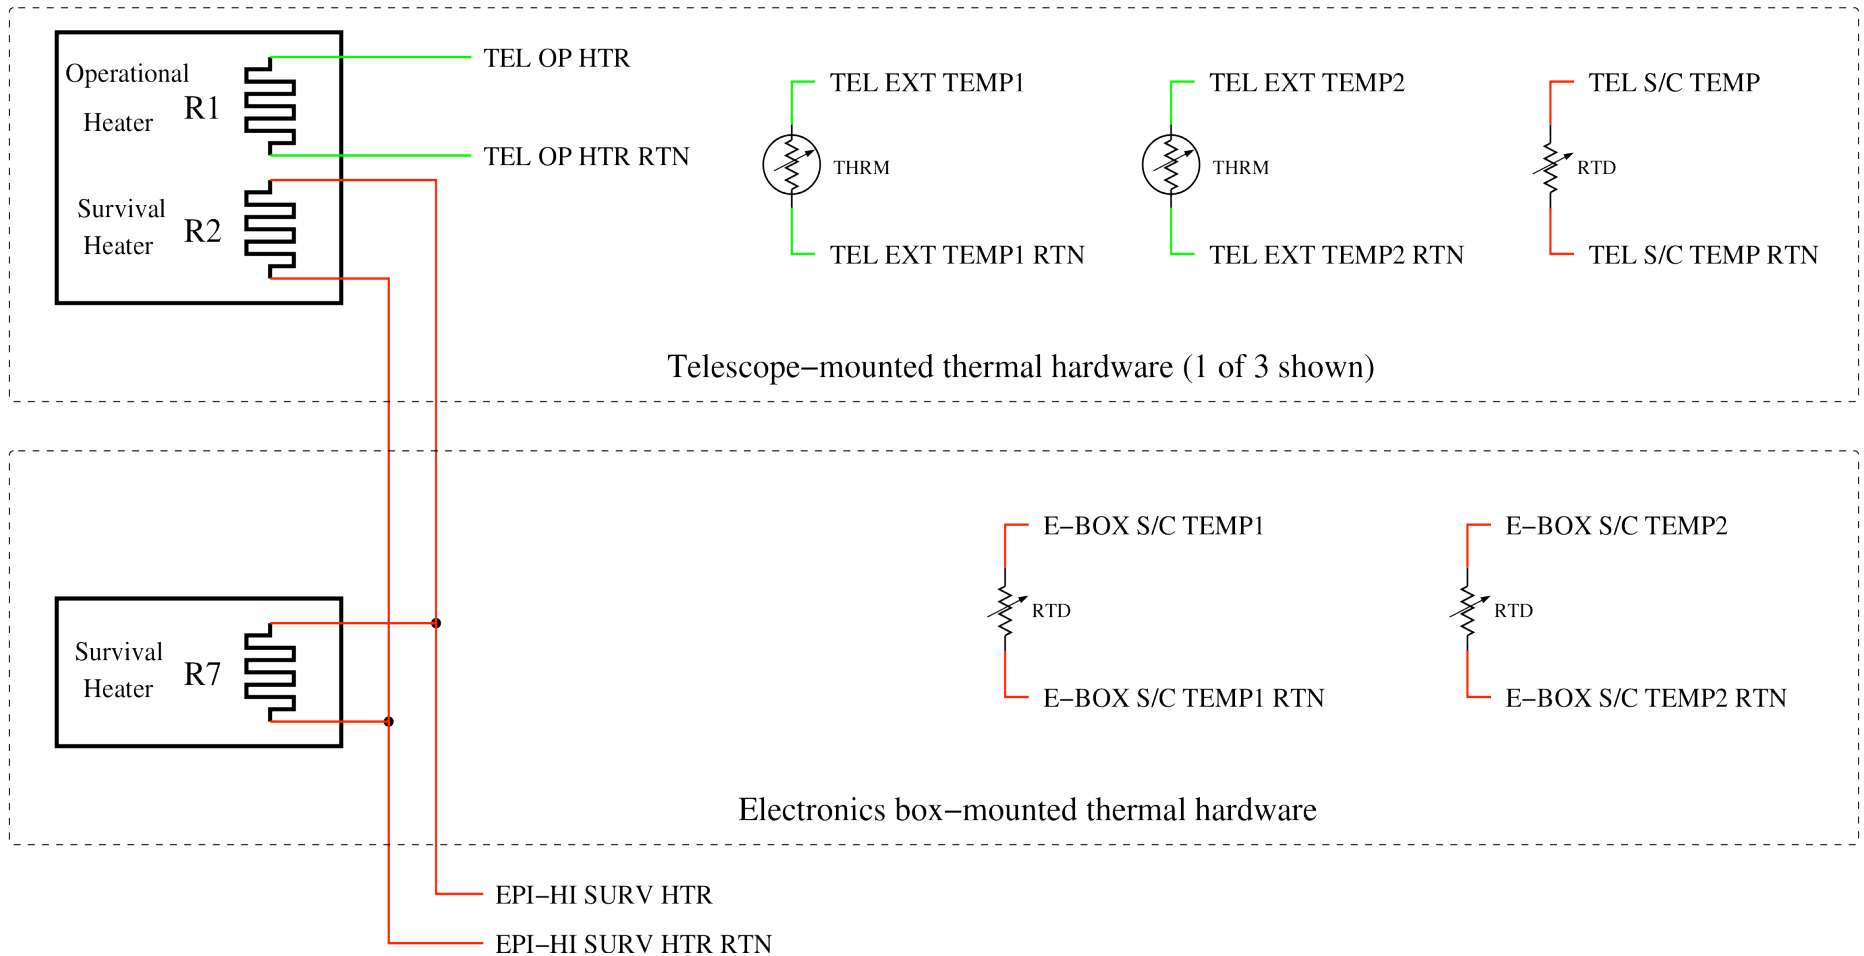 TEL OP HTR
Operational
R1
Heater
TEL OP HTR RTN
Survival
R2
Heater
TEL EXT TEMP1
THRM
TEL EXT TEMP1 RTN
TEL EXT TEMP2
THRM
TEL EXT TEMP2 RTN
TEL S/C TEMP
RTD
TEL S/C TEMP RTN
Telescope−mounted thermal hardware (1 of 3 shown)
Survival
R7
Heater
E−BOX S/C TEMP1
RTD
E−BOX S/C TEMP1 RTN
E−BOX S/C TEMP2
RTD
E−BOX S/C TEMP2 RTN
Electronics box−mounted thermal hardware
EPI−HI SURV HTR
EPI−HI SURV HTR RTN